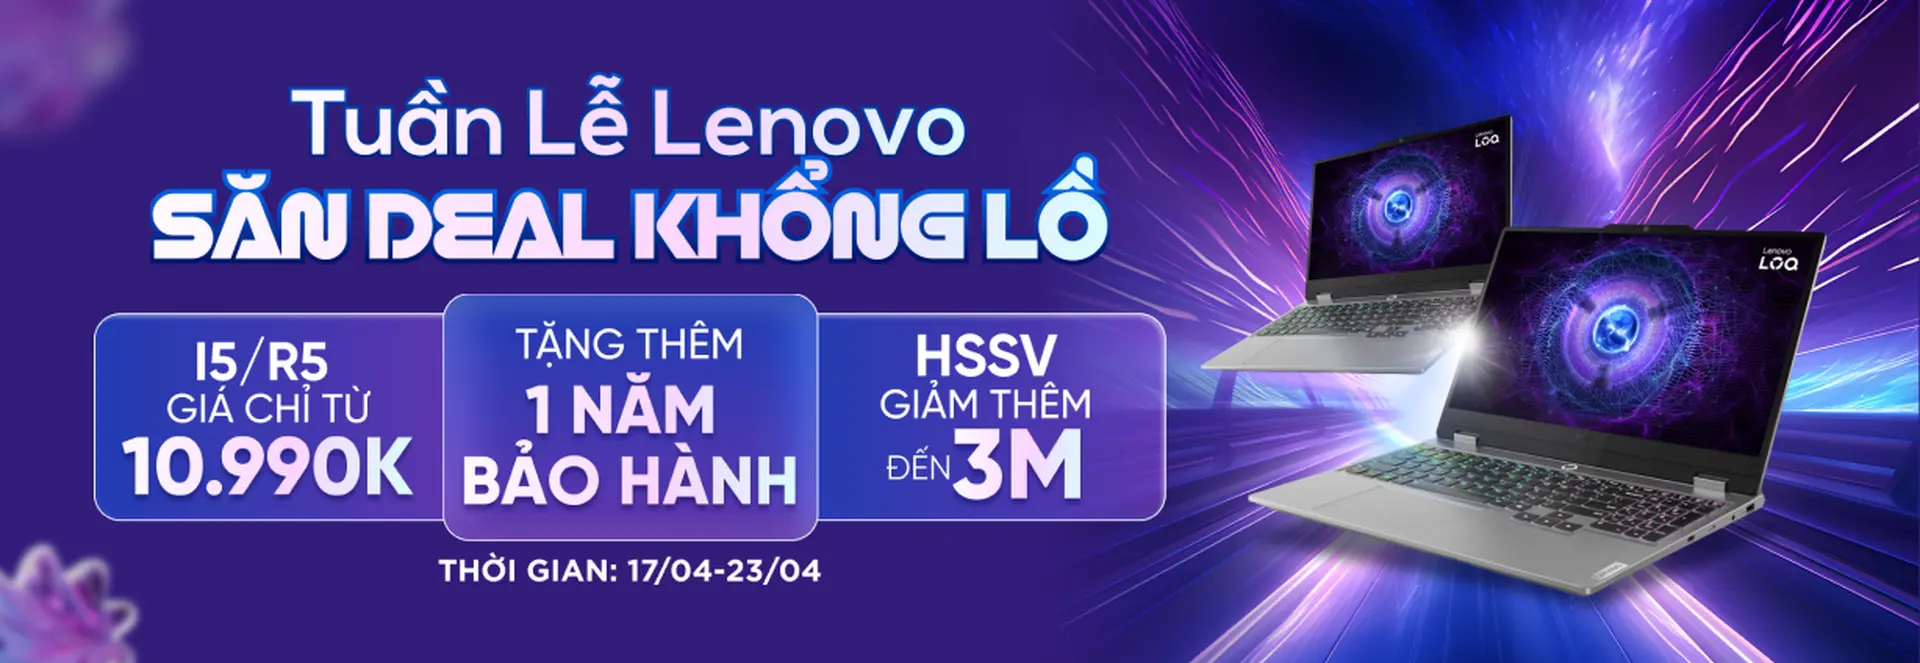 Tuần Lễ Lenovo
SĂN DEAL KHỔNG LỒ
I5/R5
GIÁ CHỈ TỪ
10.990K
TẶNG THÊM
1 NĂM
BẢO HÀNH
HSSV
GIẢM THÊM
ĐẾN 3M
THỜI GIAN: 17/04-23/04
Lenovo
LOQ
Lenovo
LOQ